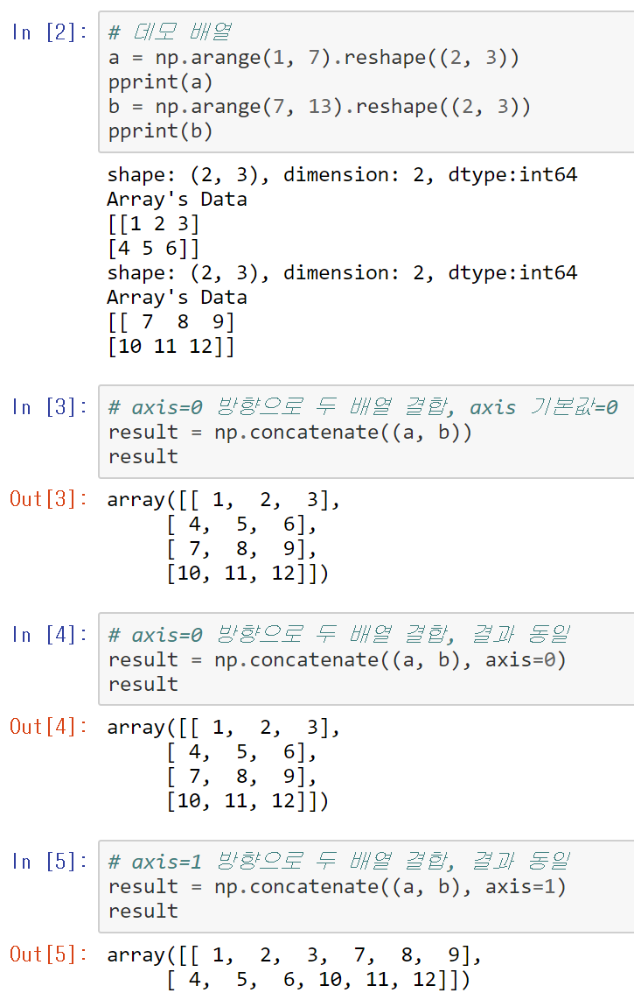 In [2]: # 데모 배열
a = np.arange(1, 7).reshape((2, 3))
pprint(a)
b = np.arange(7, 13).reshape((2, 3))
pprint(b)
shape: (2, 3), dimension: 2, dtype:int64
Array's Data
[[1 2 3]
[4 5 6]]
shape: (2, 3), dimension: 2, dtype:int64
Array's Data
[[ 7  8  9]
[10 11 12]]
In [3]: # axis=0 방향으로 두 배열 결합, axis 기본값=0
result = np.concatenate((a, b))
result
Out[3]: array([[ 1,  2,  3],
[ 4,  5,  6],
[ 7,  8,  9],
[10, 11, 12]])
In [4]: # axis=0 방향으로 두 배열 결합, 결과 동일
result = np.concatenate((a, b), axis=0)
result
Out[4]: array([[ 1,  2,  3],
[ 4,  5,  6],
[ 7,  8,  9],
[10, 11, 12]])
In [5]: # axis=1 방향으로 두 배열 결합, 결과 동일
result = np.concatenate((a, b), axis=1)
result
Out[5]: array([[ 1,  2,  3,  7,  8,  9],
[ 4,  5,  6, 10, 11, 12]])